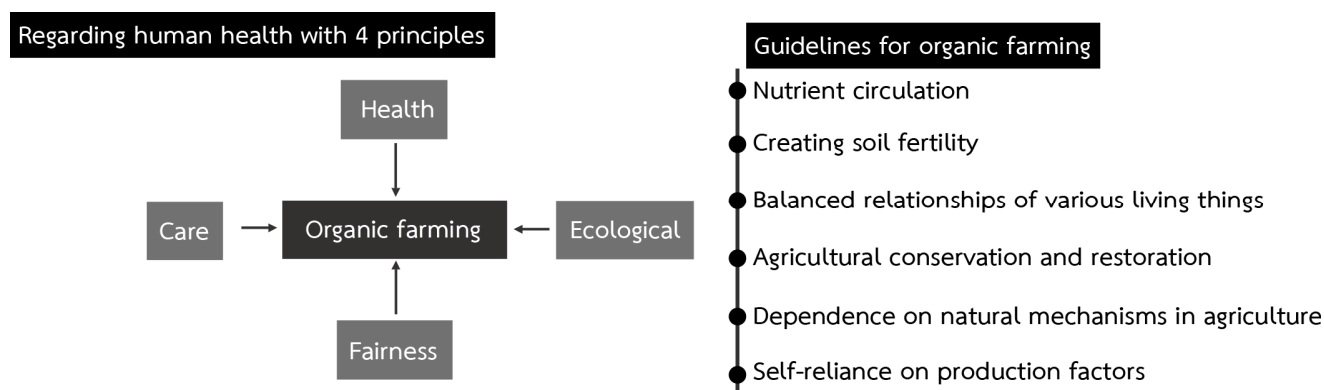 Regarding human health with 4 principles
Health
Care
Organic farming
Ecological
Fairness
Guidelines for organic farming
Nutrient circulation
Creating soil fertility
Balanced relationships of various living things
Agricultural conservation and restoration
Dependence on natural mechanisms in agriculture
Self-reliance on production factors